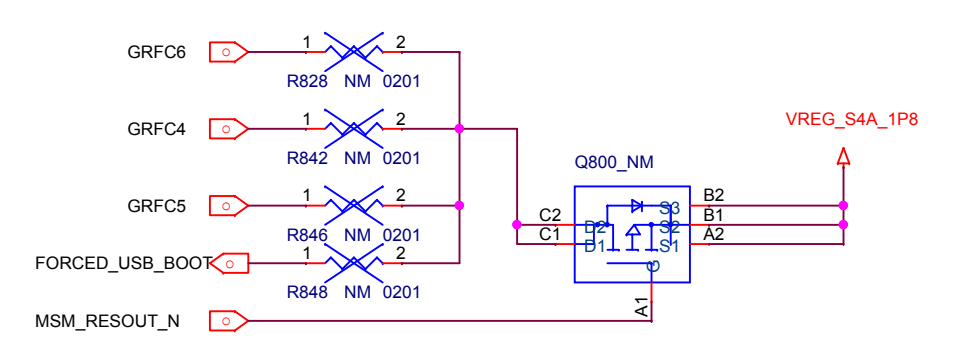 GRFC6
1
2
R828 NM 0201
GRFC4
1
2
R842 NM 0201
VREG_S4A_1P8
Q800_NM
GRFC5
1
2
R846 NM 0201
C2
C1
D2
D1
S3
S2
S1
G
B2
B1
A2
FORCED_USB_BOOT
1
2
R848 NM 0201
A1
MSM_RESOUT_N